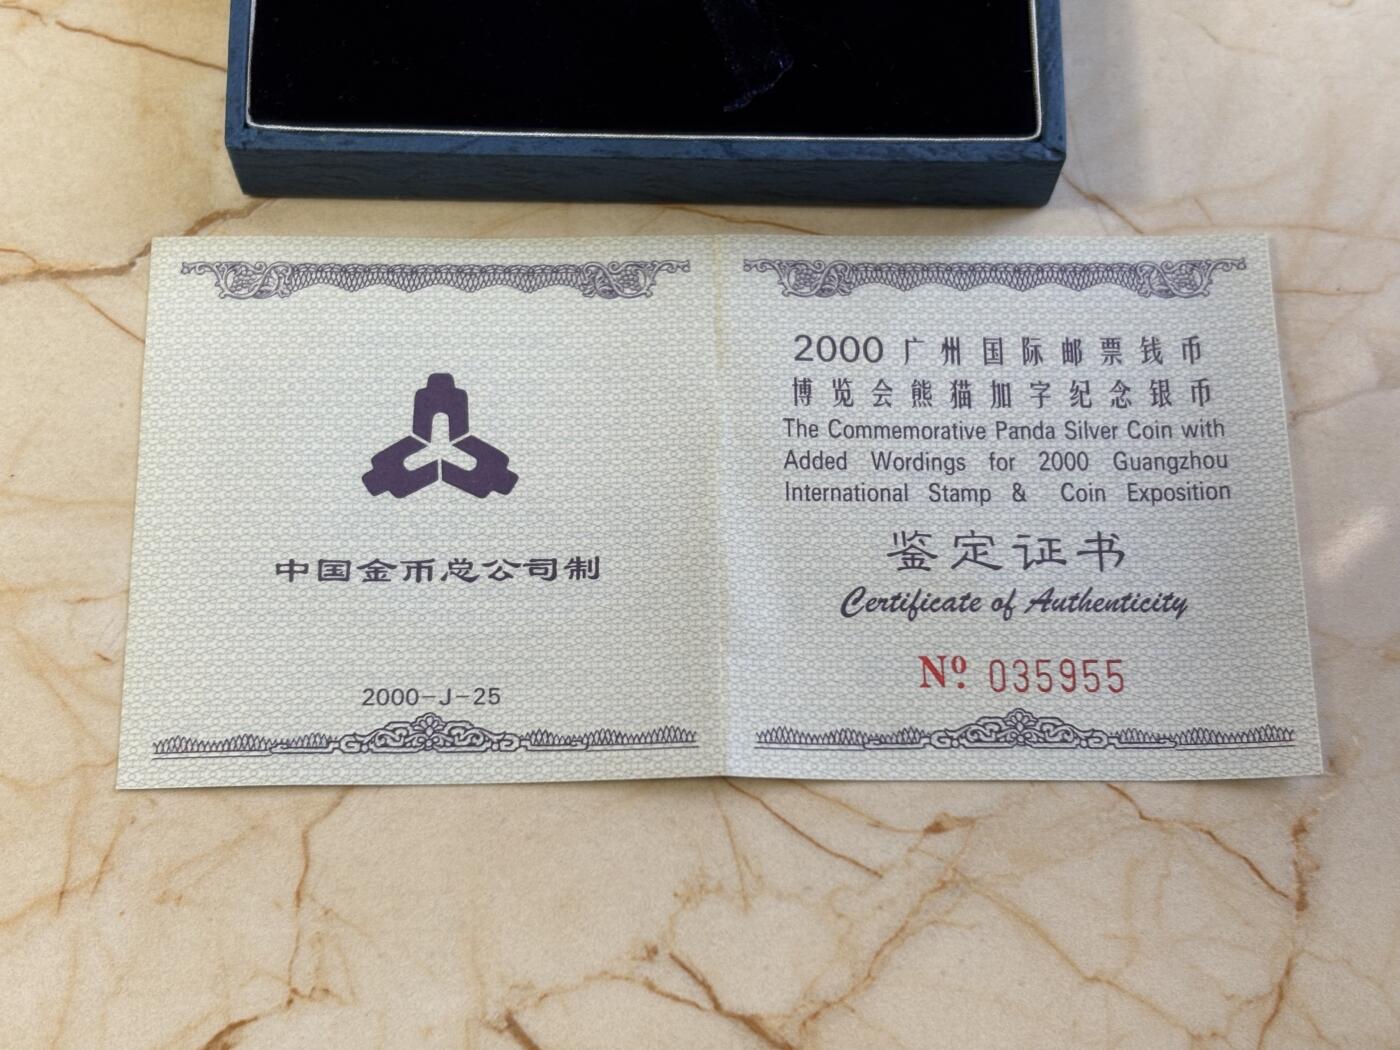 中国金币总公司制
2000-J-25
2000 广州国际邮票钱币
博览会熊猫加字纪念银币
The Commemorative Panda Silver Coin with
Added Wordings for 2000 Guangzhou
International Stamp & Coin Exposition
鉴定证书
Certificate of Authenticity
Nº 035955